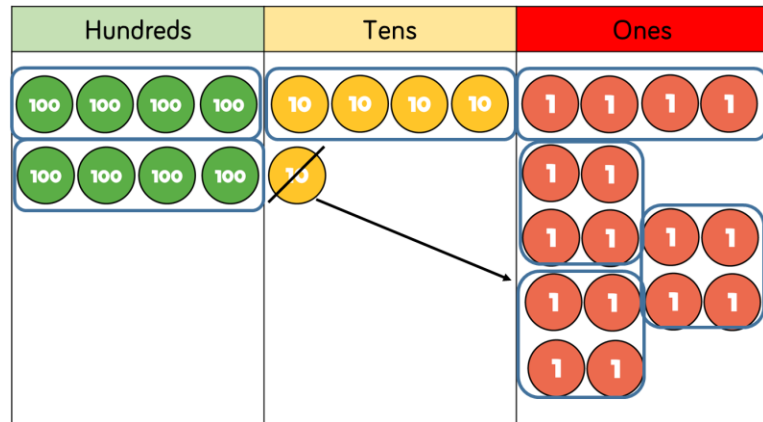 Hundreds Tens Ones
100 100 100 100 10 10 10 10 1 1 1 1
100 100 100 100 10 1 1
1 1 1 1
1 1 1 1
1 1